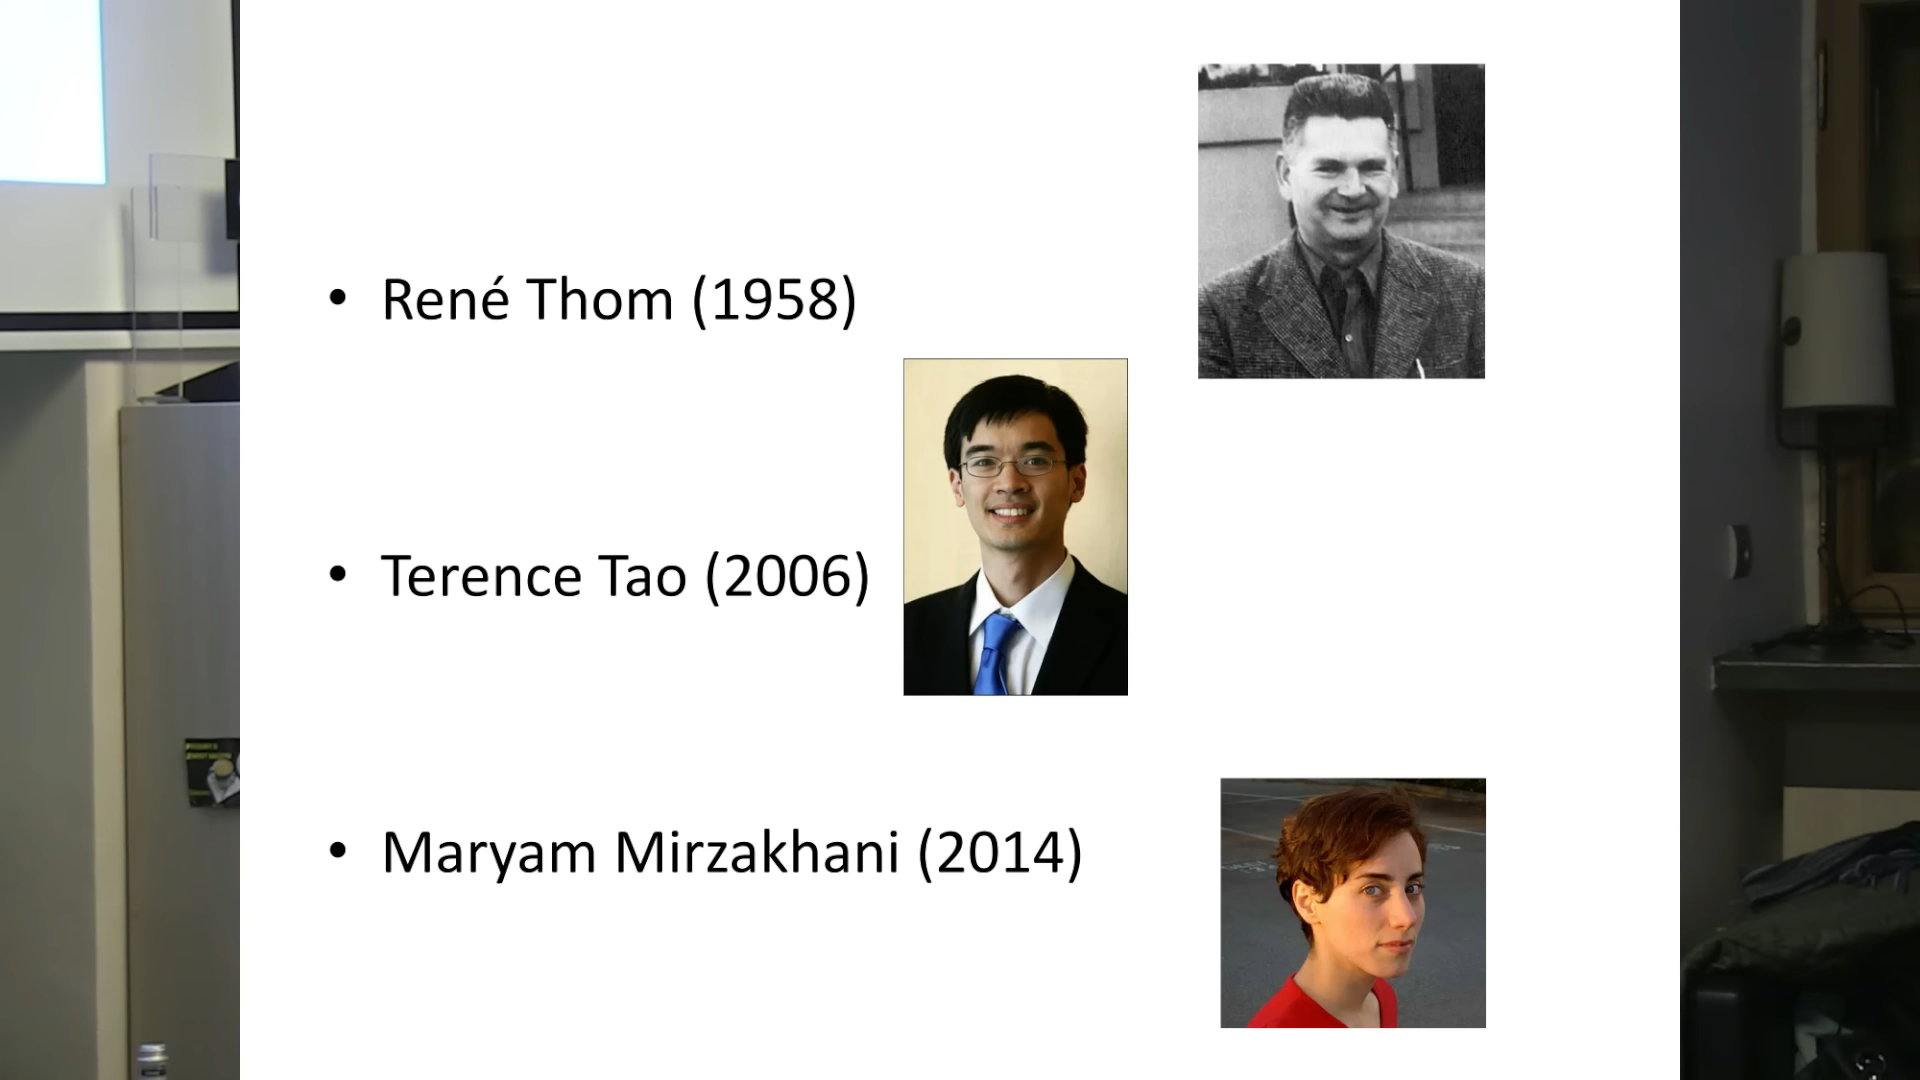 • René Thom (1958)
• Terence Tao (2006)
• Maryam Mirzakhani (2014)